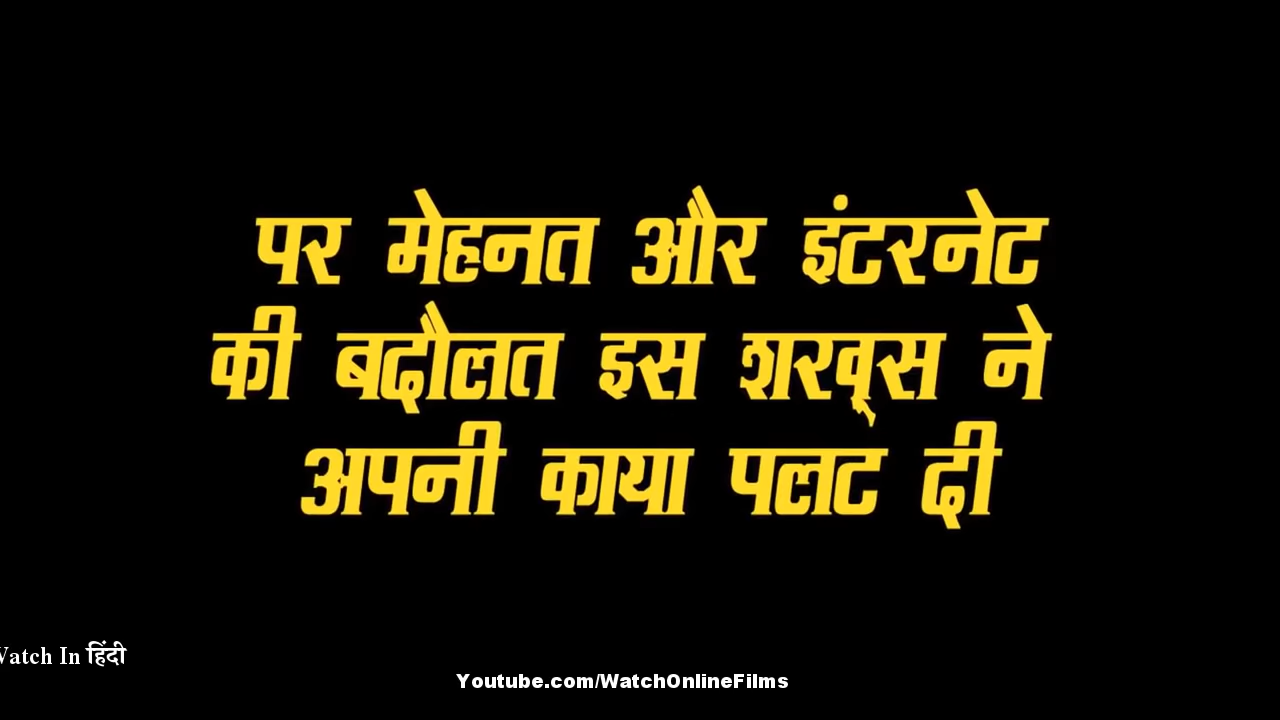 पर मेहनत और इंटरनेट
की बदौलत इस शख़्स ने
अपनी काया पलट दी
Watch In हिंदी
Youtube.com/WatchOnlineFilms